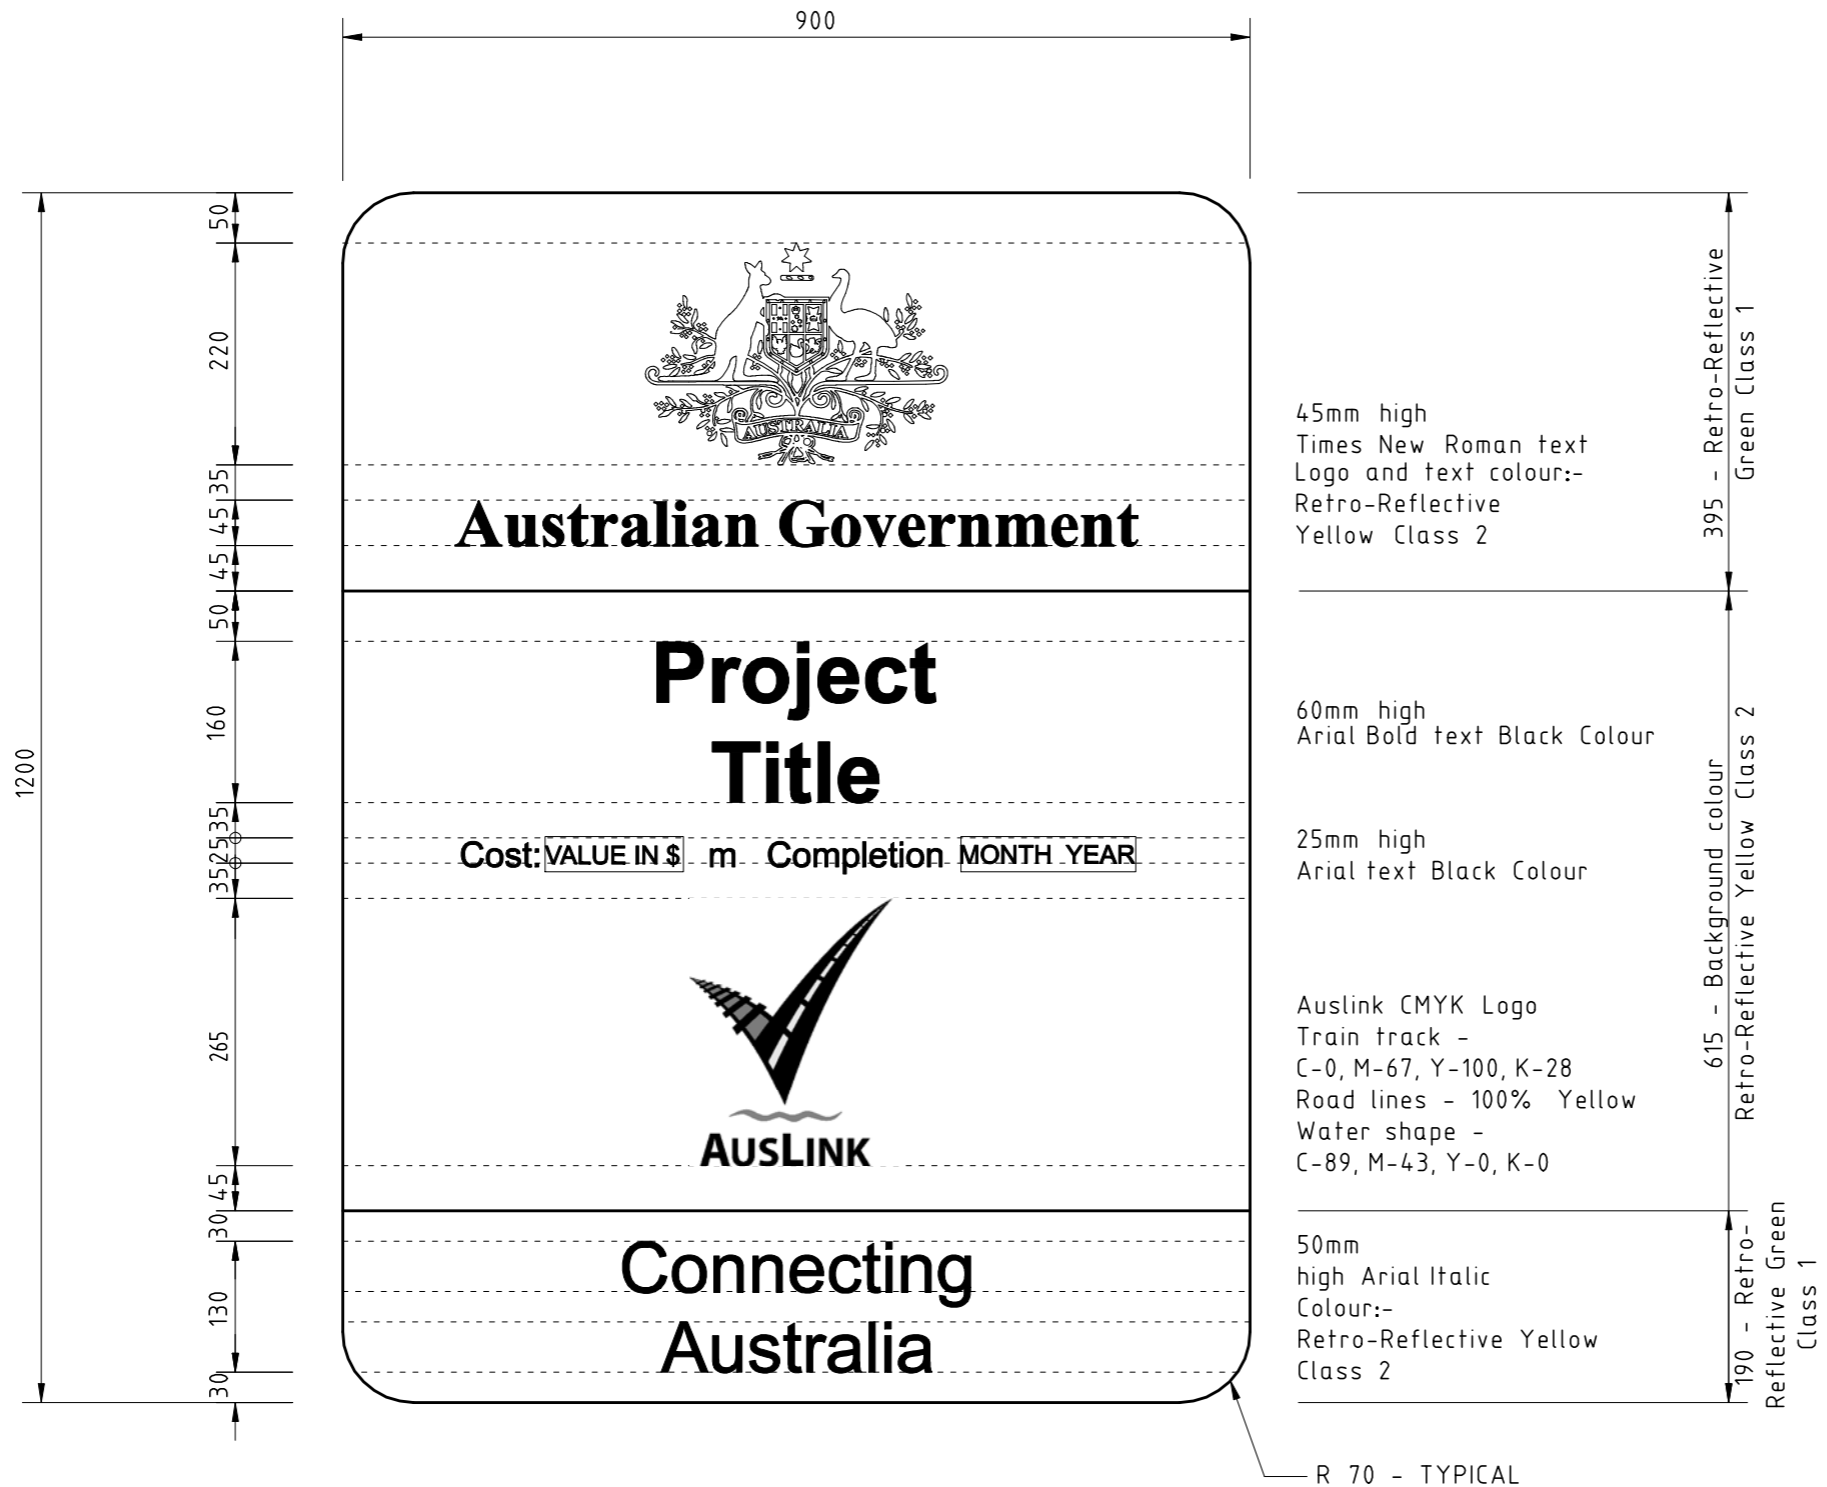 900
50
220
35
45
45
50
160
35
25
35
265
45
30
130
30
1200
AUSTRALIA
Australian Government
Project
Title
Cost: VALUE IN $ m Completion MONTH YEAR
AUSLINK
Connecting
Australia
45mm high
Times New Roman text
Logo and text colour:-
Retro-Reflective
Yellow Class 2
60mm high
Arial Bold text Black Colour
25mm high
Arial text Black Colour
Auslink CMYK Logo
Train track -
C-0, M-67, Y-100, K-28
Road lines - 100% Yellow
Water shape -
C-89, M-43, Y-0, K-0
50mm
high Arial Italic
Colour:-
Retro-Reflective Yellow
Class 2
395 - Retro-Reflective
Green Class 1
615 - Background colour
Retro-Reflective Yellow Class 2
190 - Retro-
Reflective Green
Class 1
R 70 - TYPICAL